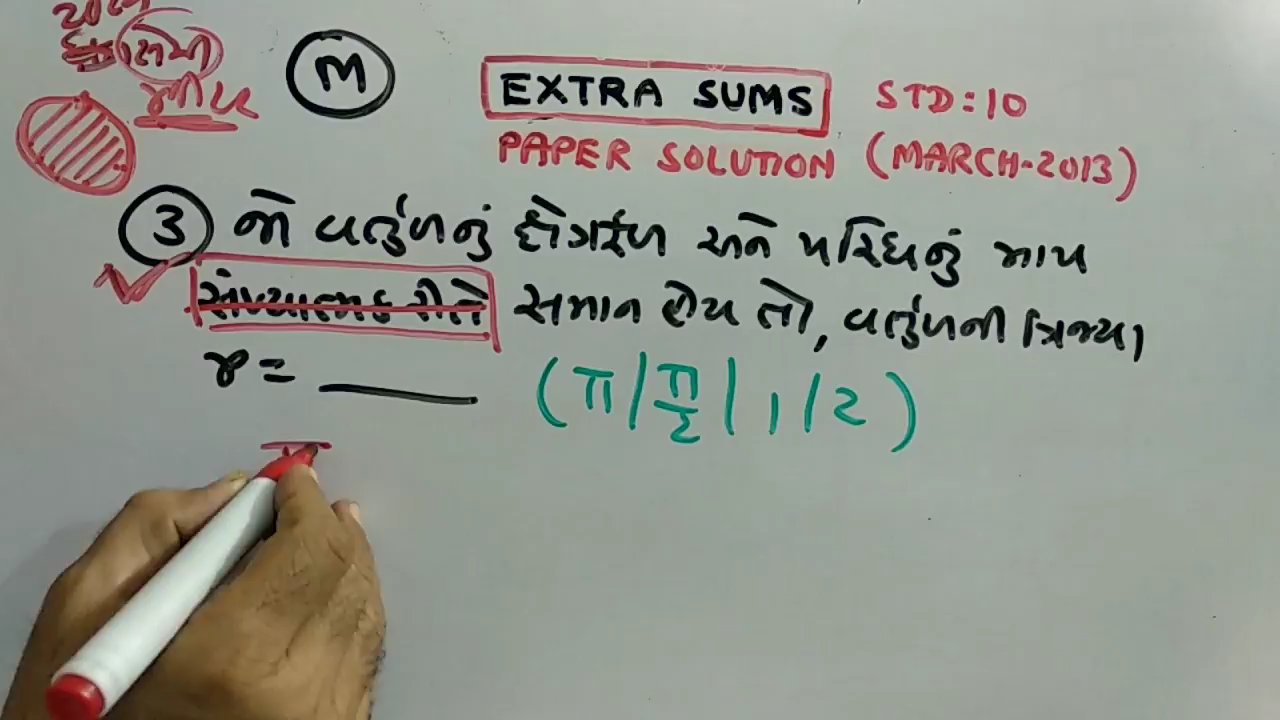 M
EXTRA SUMS STD:10
PAPER SOLUTION (MARCH-2013)
3 જો વર્તુળનું ક્ષેત્રફળ અને પરિઘનું માપ
સંખ્યાત્મક રીતે સમાન હોય તો, વર્તુળની ત્રિજ્યા
r = ____ (π/π/2/1/2)
π